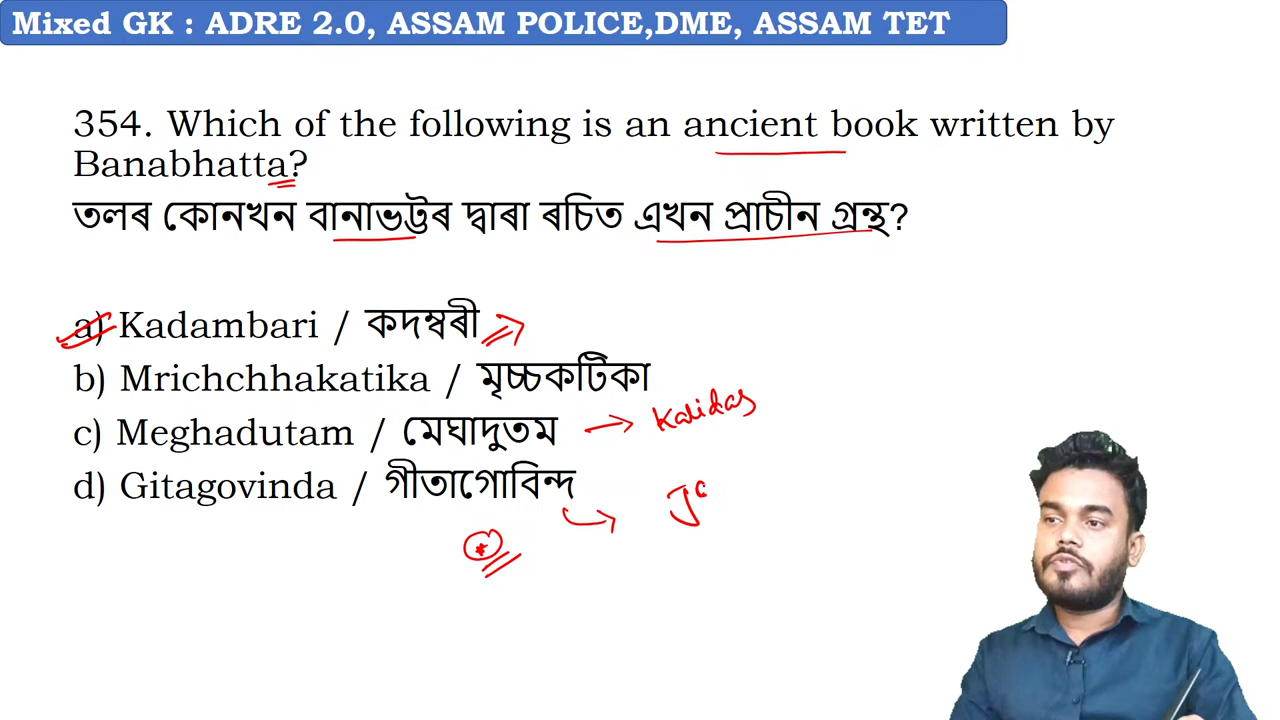 Mixed GK : ADRE 2.0, ASSAM POLICE,DME, ASSAM TET
354. Which of the following is an ancient book written by
Banabhatta?
তলৰ কোনখন বানাভট্টৰ দ্বাৰা ৰচিত এখন প্ৰাচীন গ্ৰন্থ?
a) Kadambari / কদম্বৰী
b) Mrichchhakatika / মৃচ্চকটিকা
c) Meghadutam / মেঘাদুতম → Kalidas
d) Gitagovinda / গীতাগোবিন্দ